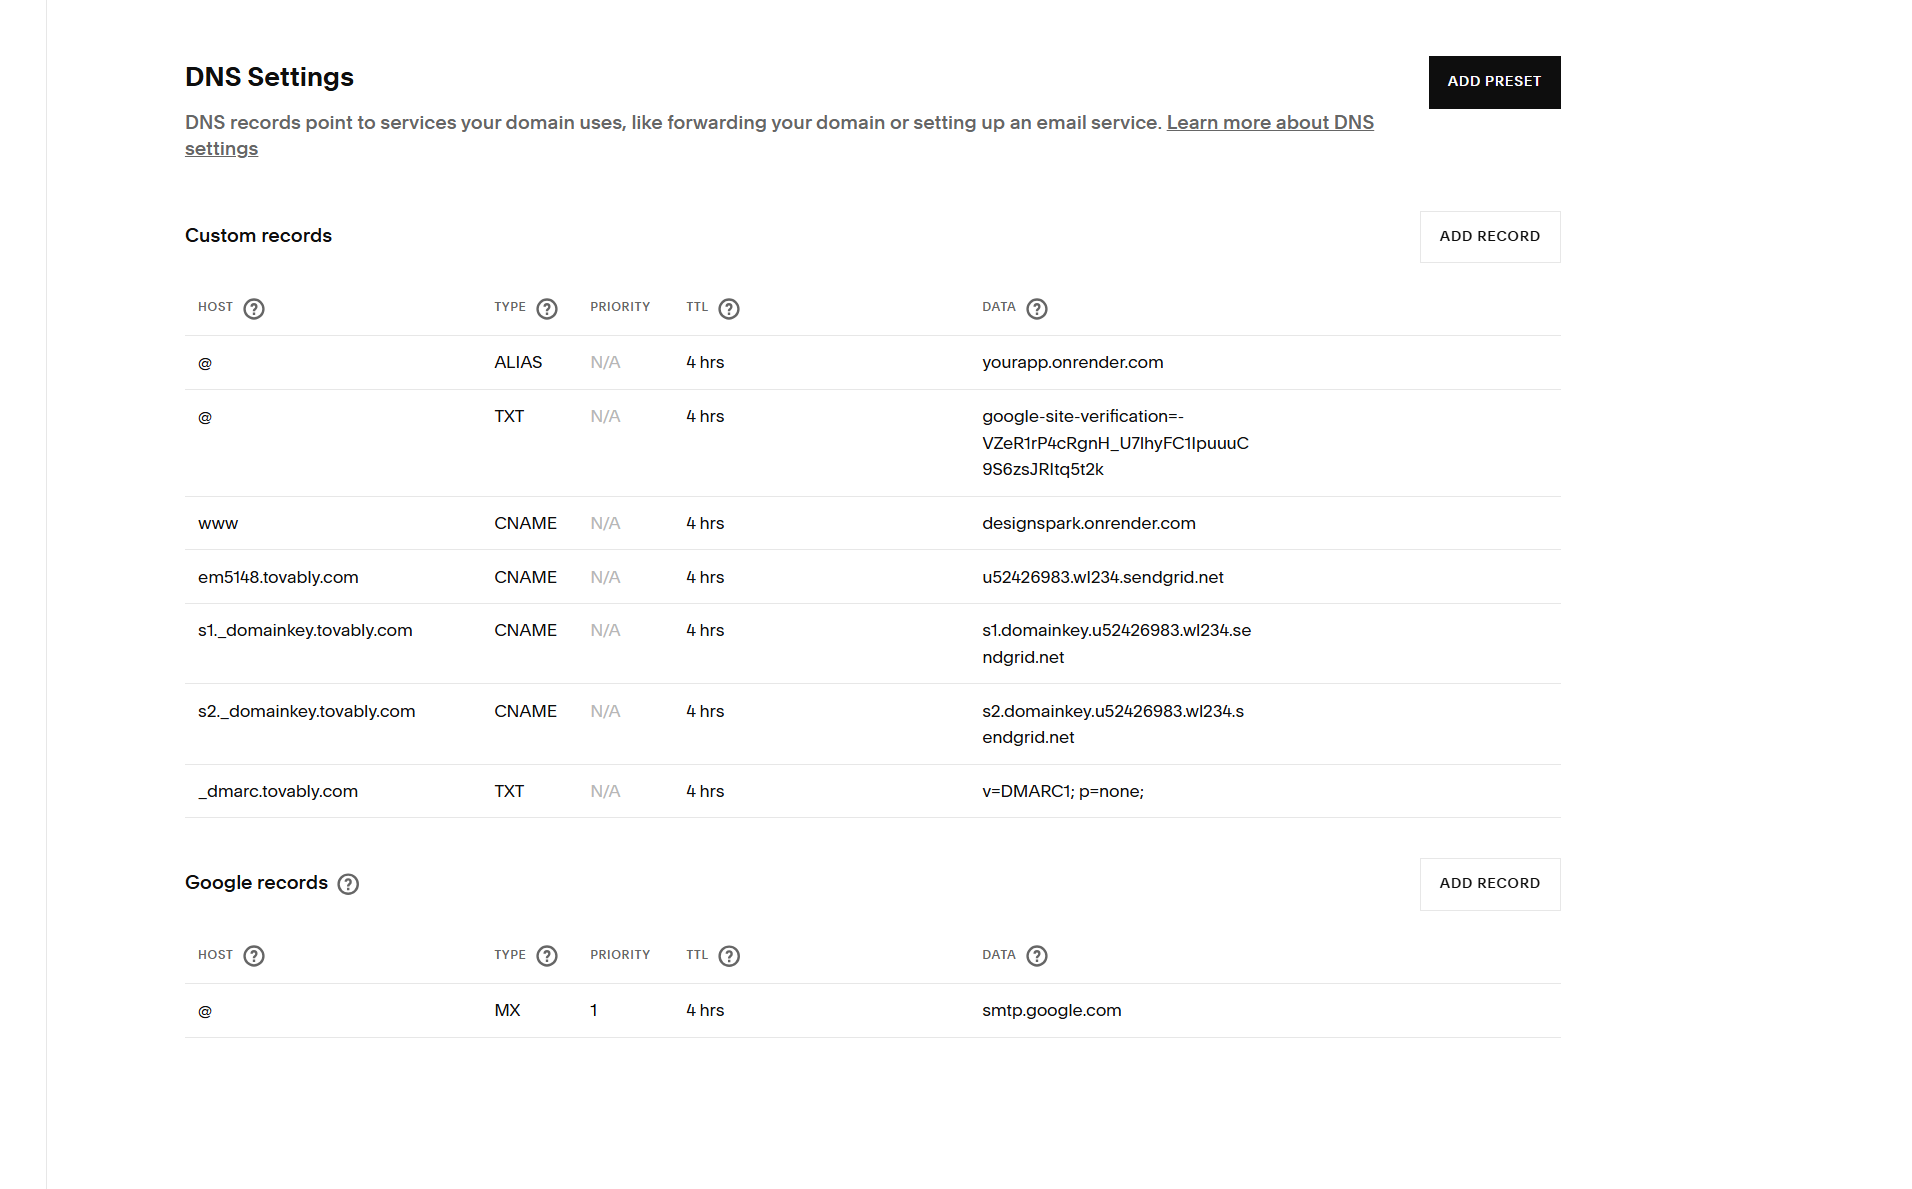 DNS Settings
ADD PRESET
DNS records point to services your domain uses, like forwarding your domain or setting up an email service. Learn more about DNS
settings
Custom records
ADD RECORD
HOST ? TYPE ? PRIORITY TTL ? DATA ?
@ ALIAS N/A 4 hrs yourapp.onrender.com
@ TXT N/A 4 hrs google-site-verification=-
VZeR1rP4cRgnH_U7lhyFC1IpuuuC
9S6zsJRltq5t2k
www CNAME N/A 4 hrs designspark.onrender.com
em5148.tovably.com CNAME N/A 4 hrs u52426983.wl234.sendgrid.net
s1._domainkey.tovably.com CNAME N/A 4 hrs s1.domainkey.u52426983.wl234.se
ndgrid.net
s2._domainkey.tovably.com CNAME N/A 4 hrs s2.domainkey.u52426983.wl234.s
endgrid.net
_dmarc.tovably.com TXT N/A 4 hrs v=DMARC1; p=none;
Google records ?
ADD RECORD
HOST ? TYPE ? PRIORITY TTL ? DATA ?
@ MX 1 4 hrs smtp.google.com